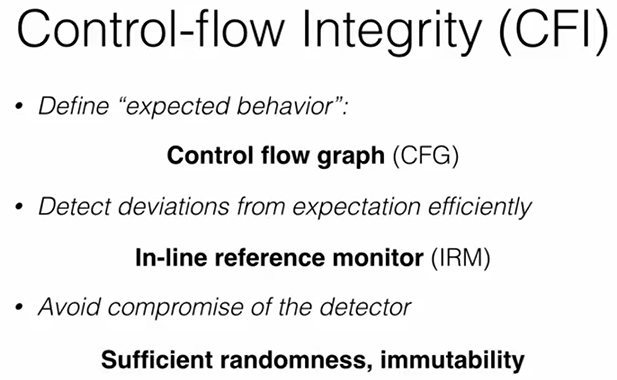 Control-flow Integrity (CFI)
• Define “expected behavior”:
Control flow graph (CFG)
• Detect deviations from expectation efficiently
In-line reference monitor (IRM)
• Avoid compromise of the detector
Sufficient randomness, immutability